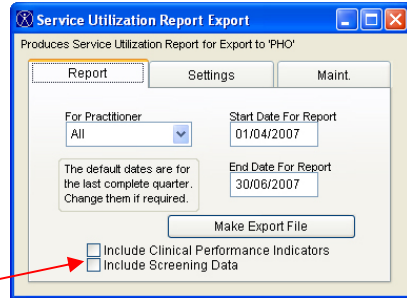 Service Utilization Report Export
Produces Service Utilization Report for Export to 'PHO'
Report Settings Maint.
For Practitioner Start Date For Report
All 01/04/2007
The default dates are for
the last complete quarter.
Change them if required.
End Date For Report
30/06/2007
Make Export File
Include Clinical Performance Indicators
Include Screening Data